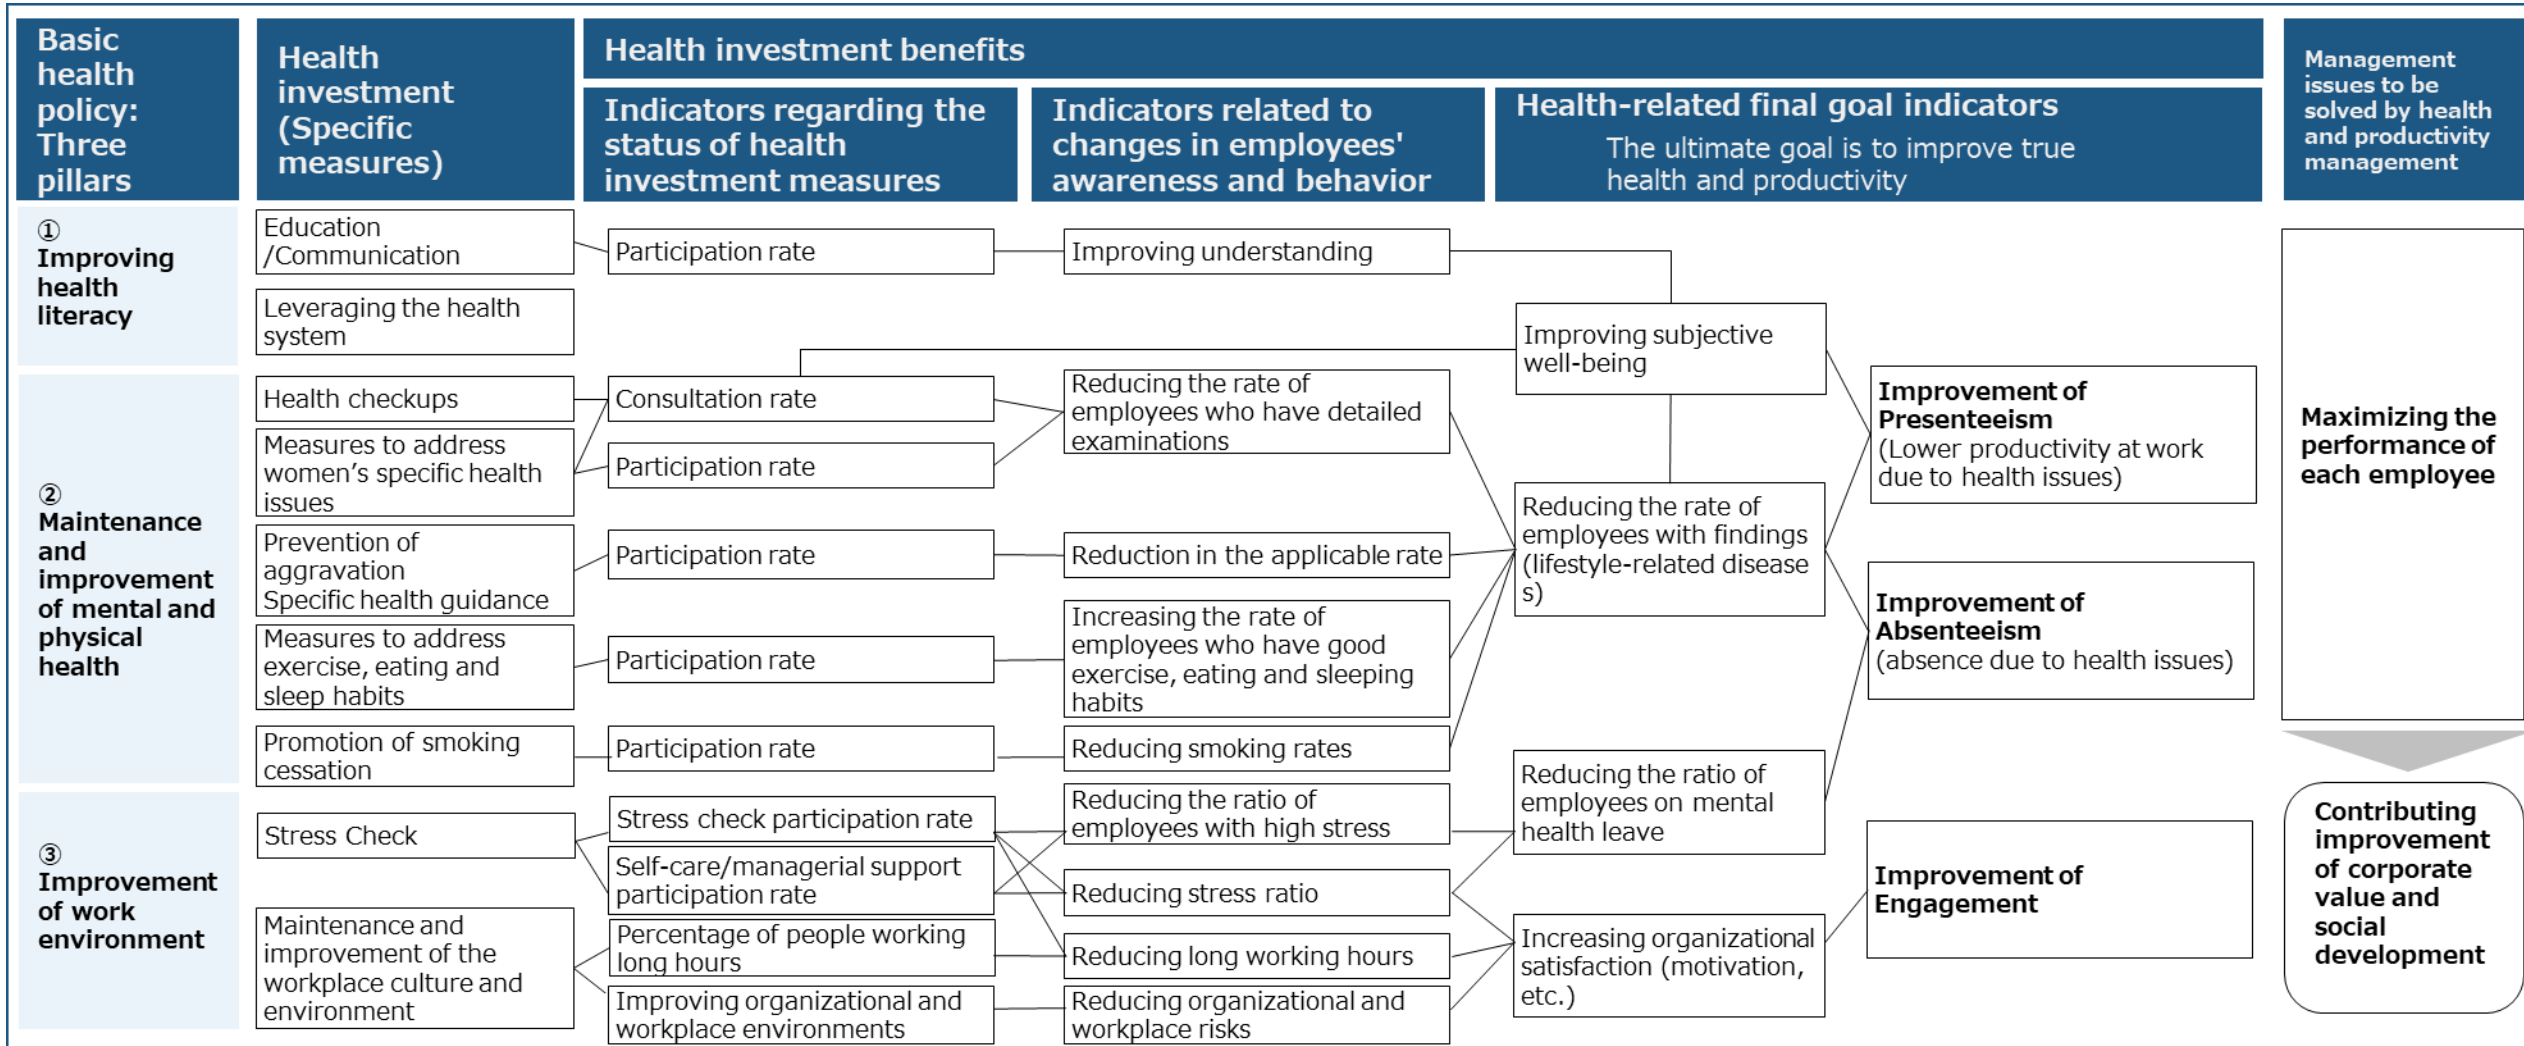 Basic
health
policy:
Three
pillars
Health
investment
(Specific
measures)
Health investment benefits
Indicators regarding the
status of health
investment measures
Indicators related to
changes in employees'
awareness and behavior
Health-related final goal indicators
The ultimate goal is to improve true
health and productivity
Management
issues to be
solved by health
and productivity
management
①
Improving
health
literacy
Education
/Communication
Participation rate
Improving understanding
Leveraging the health
system
Improving subjective
well-being
②
Maintenance
and
improvement
of mental and
physical
health
Health checkups
Consultation rate
Reducing the rate of
employees who have detailed
examinations
Measures to address
women's specific health
issues
Participation rate
Prevention of
aggravation
Specific health guidance
Participation rate
Reduction in the applicable rate
Reducing the rate of
employees with findings
(lifestyle-related disease
s)
Measures to address
exercise, eating and
sleep habits
Participation rate
Increasing the rate of
employees who have good
exercise, eating and sleeping
habits
Promotion of smoking
cessation
Participation rate
Reducing smoking rates
Improvement of
Presenteeism
(Lower productivity at work
due to health issues)
Improvement of
Absenteeism
(absence due to health issues)
Maximizing the
performance of
each employee
③
Improvement
of work
environment
Stress Check
Stress check participation rate
Self-care/managerial support
participation rate
Reducing the ratio of
employees with high stress
Reducing stress ratio
Reducing the ratio of
employees on mental
health leave
Maintenance and
improvement of the
workplace culture and
environment
Percentage of people working
long hours
Improving organizational and
workplace environments
Reducing long working hours
Reducing organizational and
workplace risks
Increasing organizational
satisfaction (motivation,
etc.)
Improvement of
Engagement
Contributing
improvement
of corporate
value and
social
development